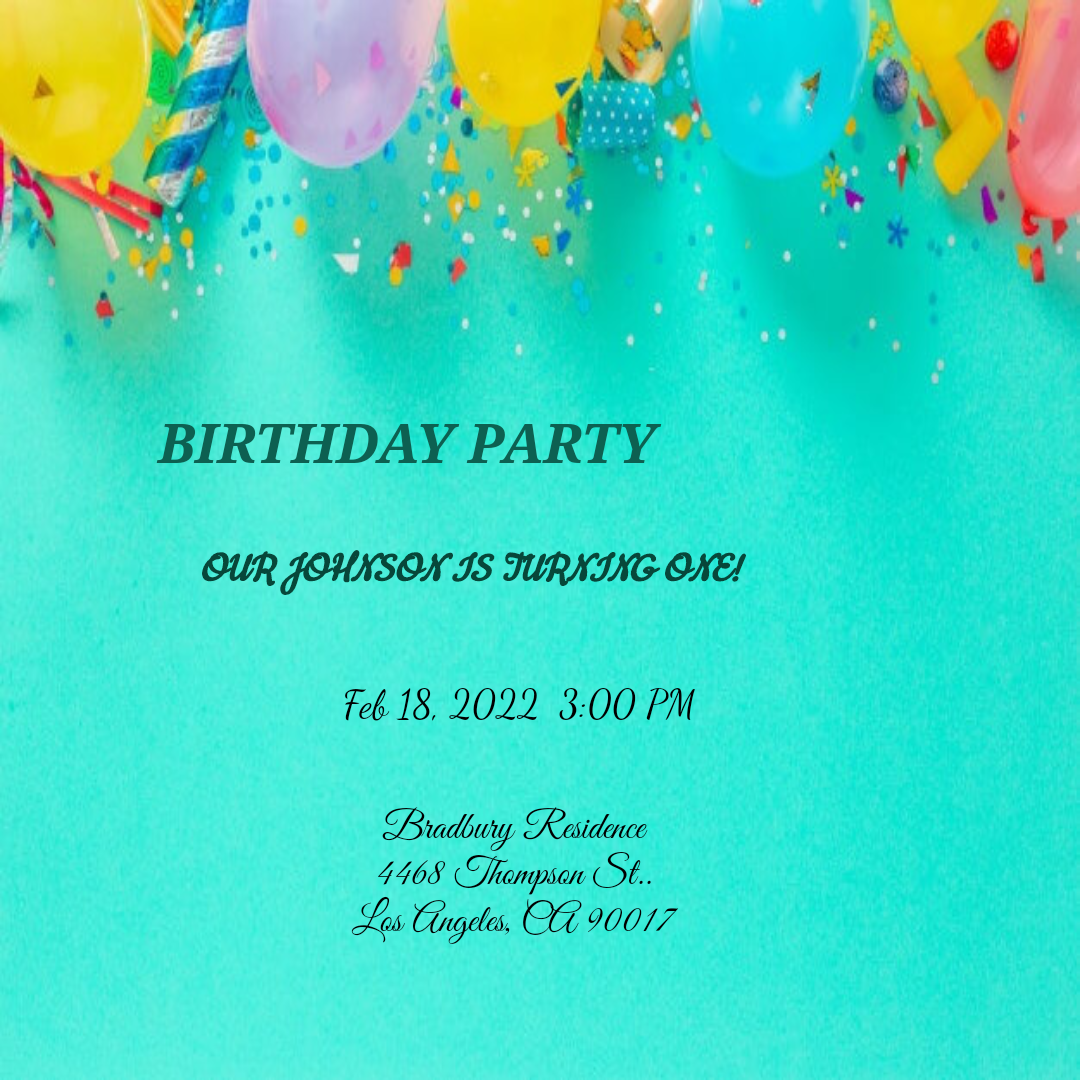 BIRTHDAY PARTY
OUR JOHNSON IS TURNING ONE!
Feb 18, 2022 3:00 PM
Bradbury Residence
4468 Thompson St..
Los Angeles, CA 90017